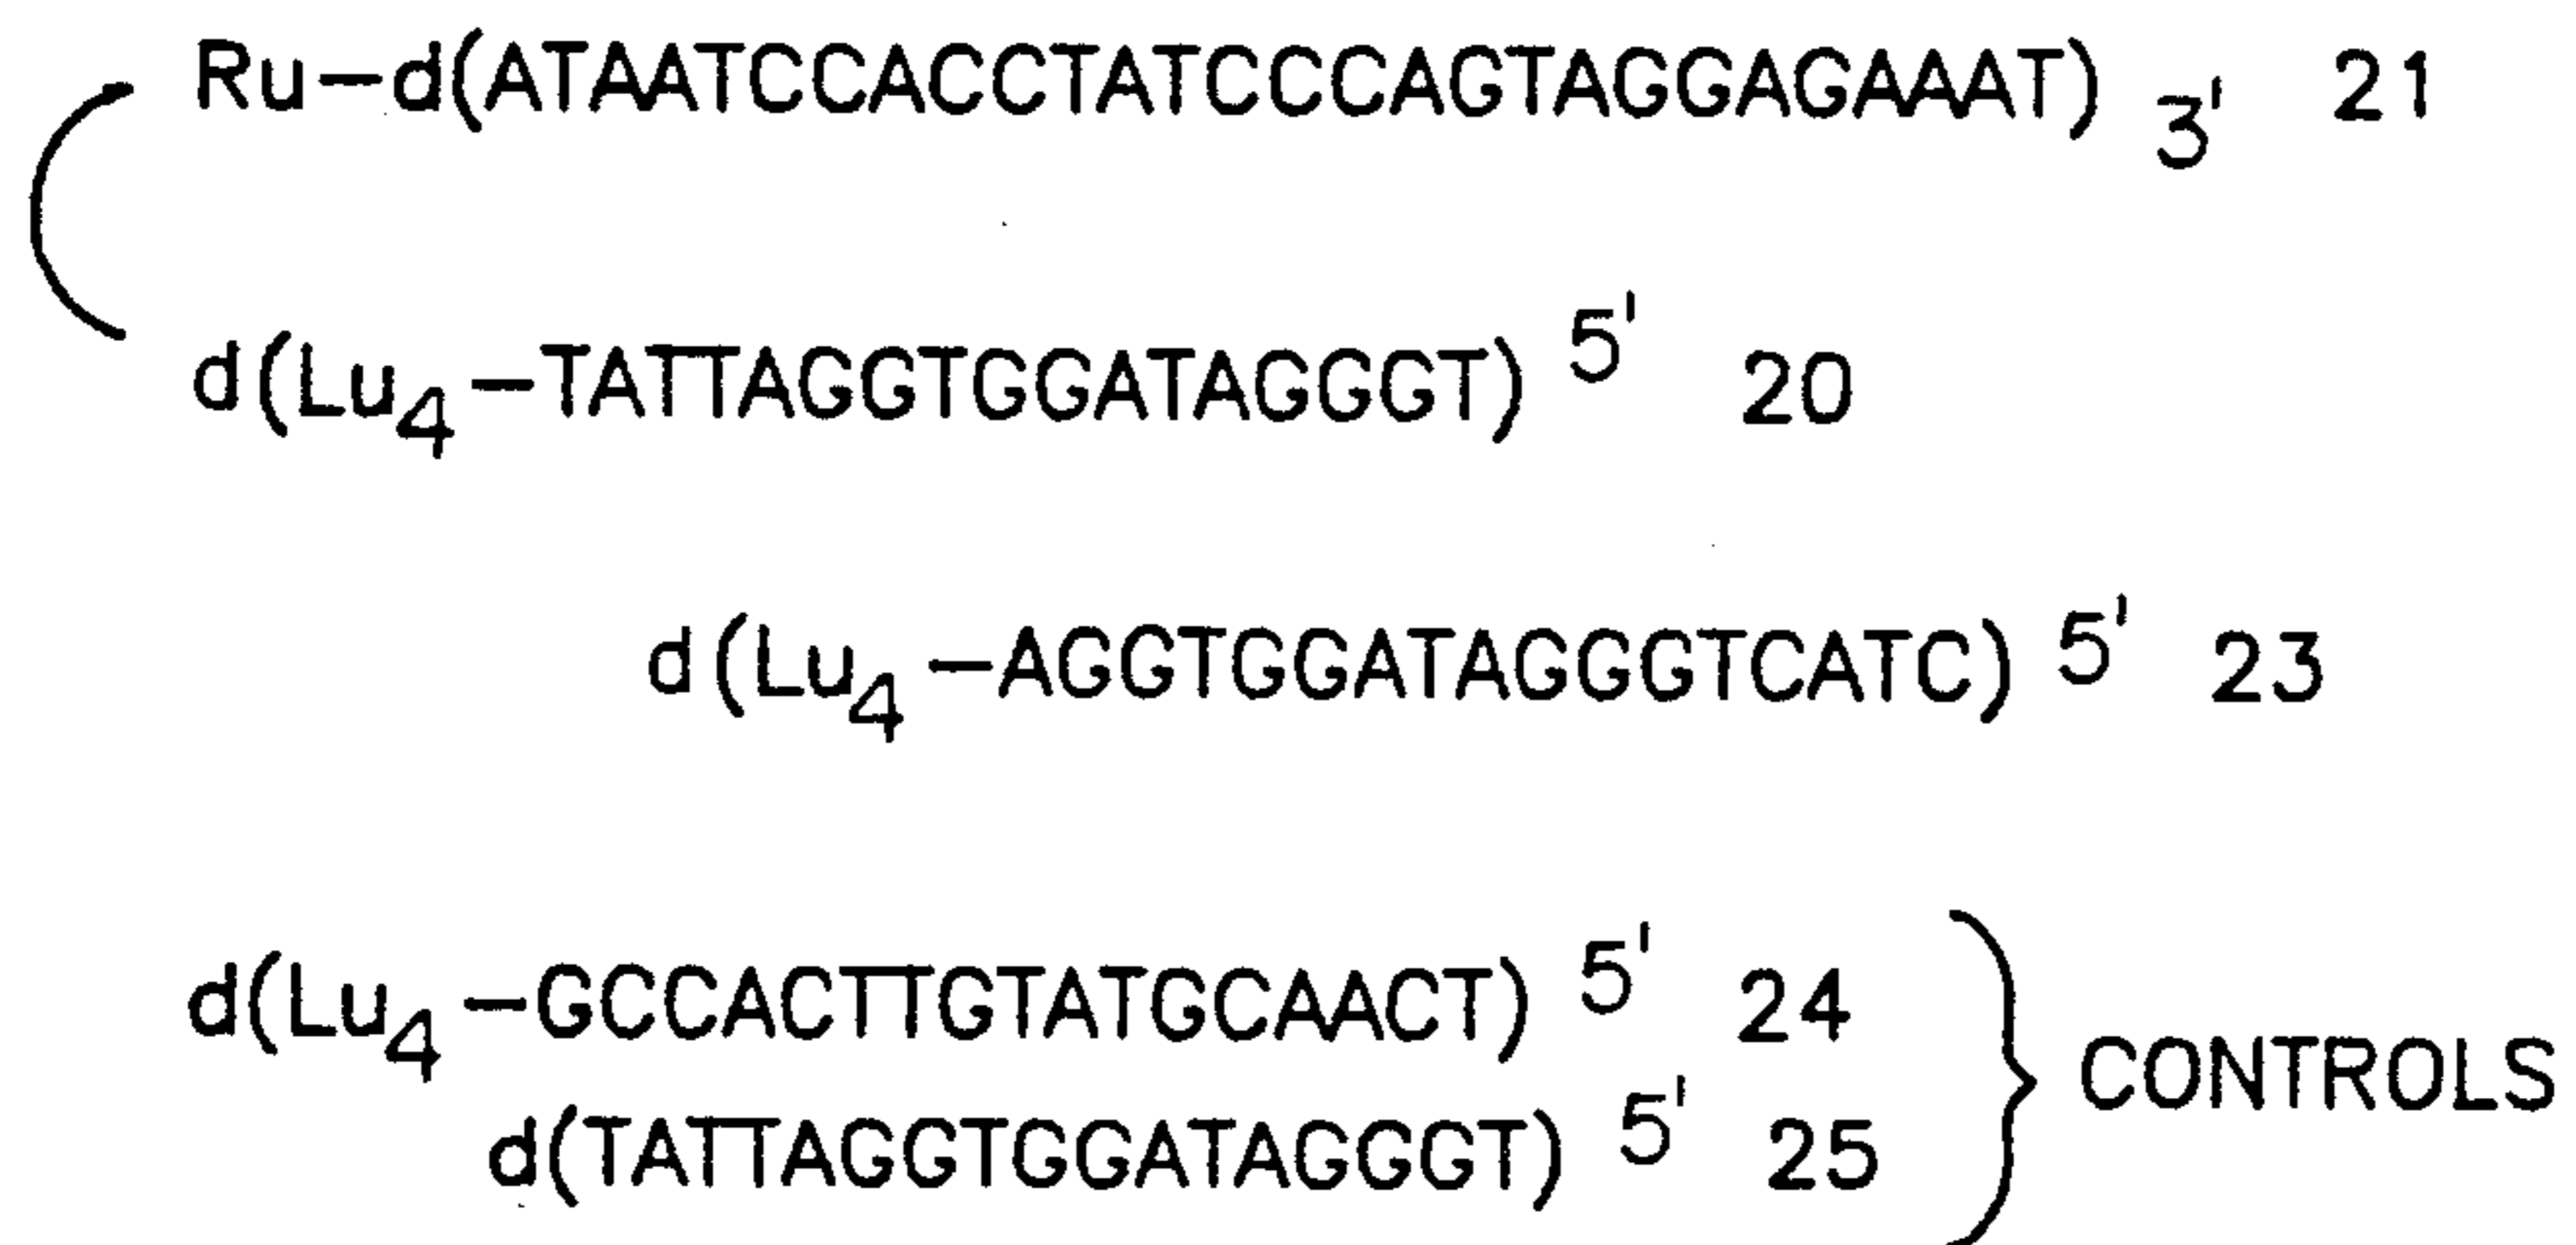 Ru–d(ATAATCCACCTATCCCAGTAGGAGAAAT) 3' 21
d(Lu4–TATTAGGTGGATAGGGT) 5' 20
d(Lu4–AGGTGGATAGGGTCATC) 5' 23
d(Lu4–GCCACTTGTATGCAACT) 5' 24
d(TATTAGGTGGATAGGGT) 5' 25
CONTROLS